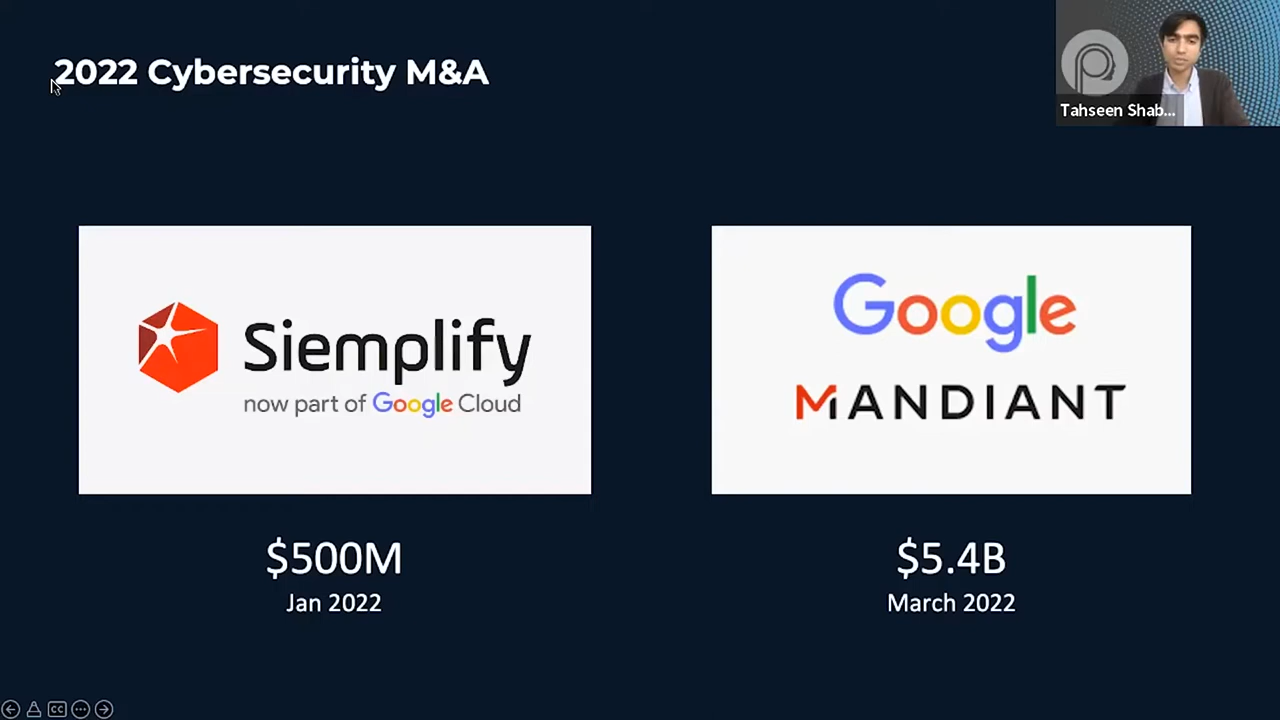 2022 Cybersecurity M&A
Tahseen Shab...
Siemplify
now part of Google Cloud
Google
MANDIANT
$500M
Jan 2022
$5.4B
March 2022
CC